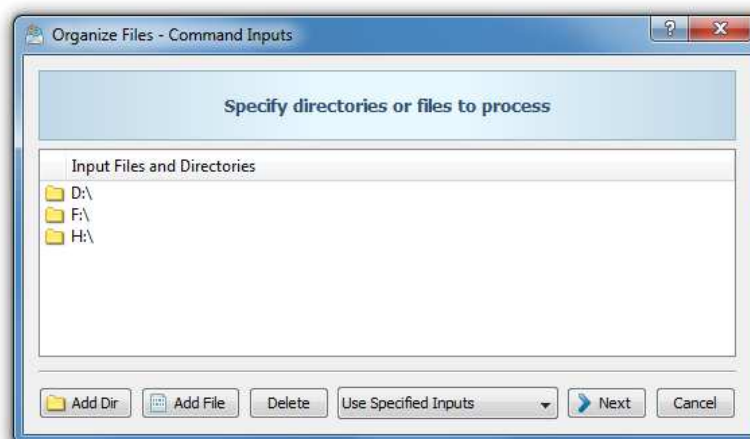 Organize Files - Command Inputs
Specify directories or files to process
Input Files and Directories
D:\
F:\
H:\
Add Dir Add File Delete Use Specified Inputs Next Cancel